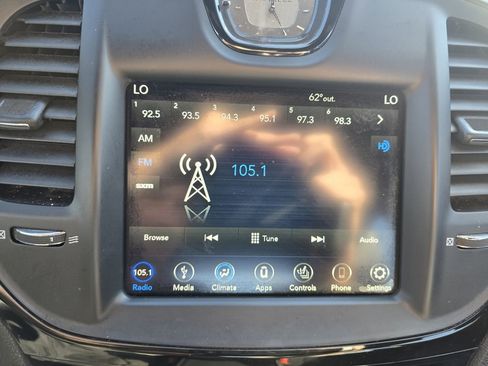 LO
62° out.
LO
1 2 3 4 5 6
92.5 93.5 94.3 95.1 97.3 98.3
AM
FM
sxm
105.1
HD
Browse Tune Audio
105.1
Radio Media Climate Apps Controls Phone Settings